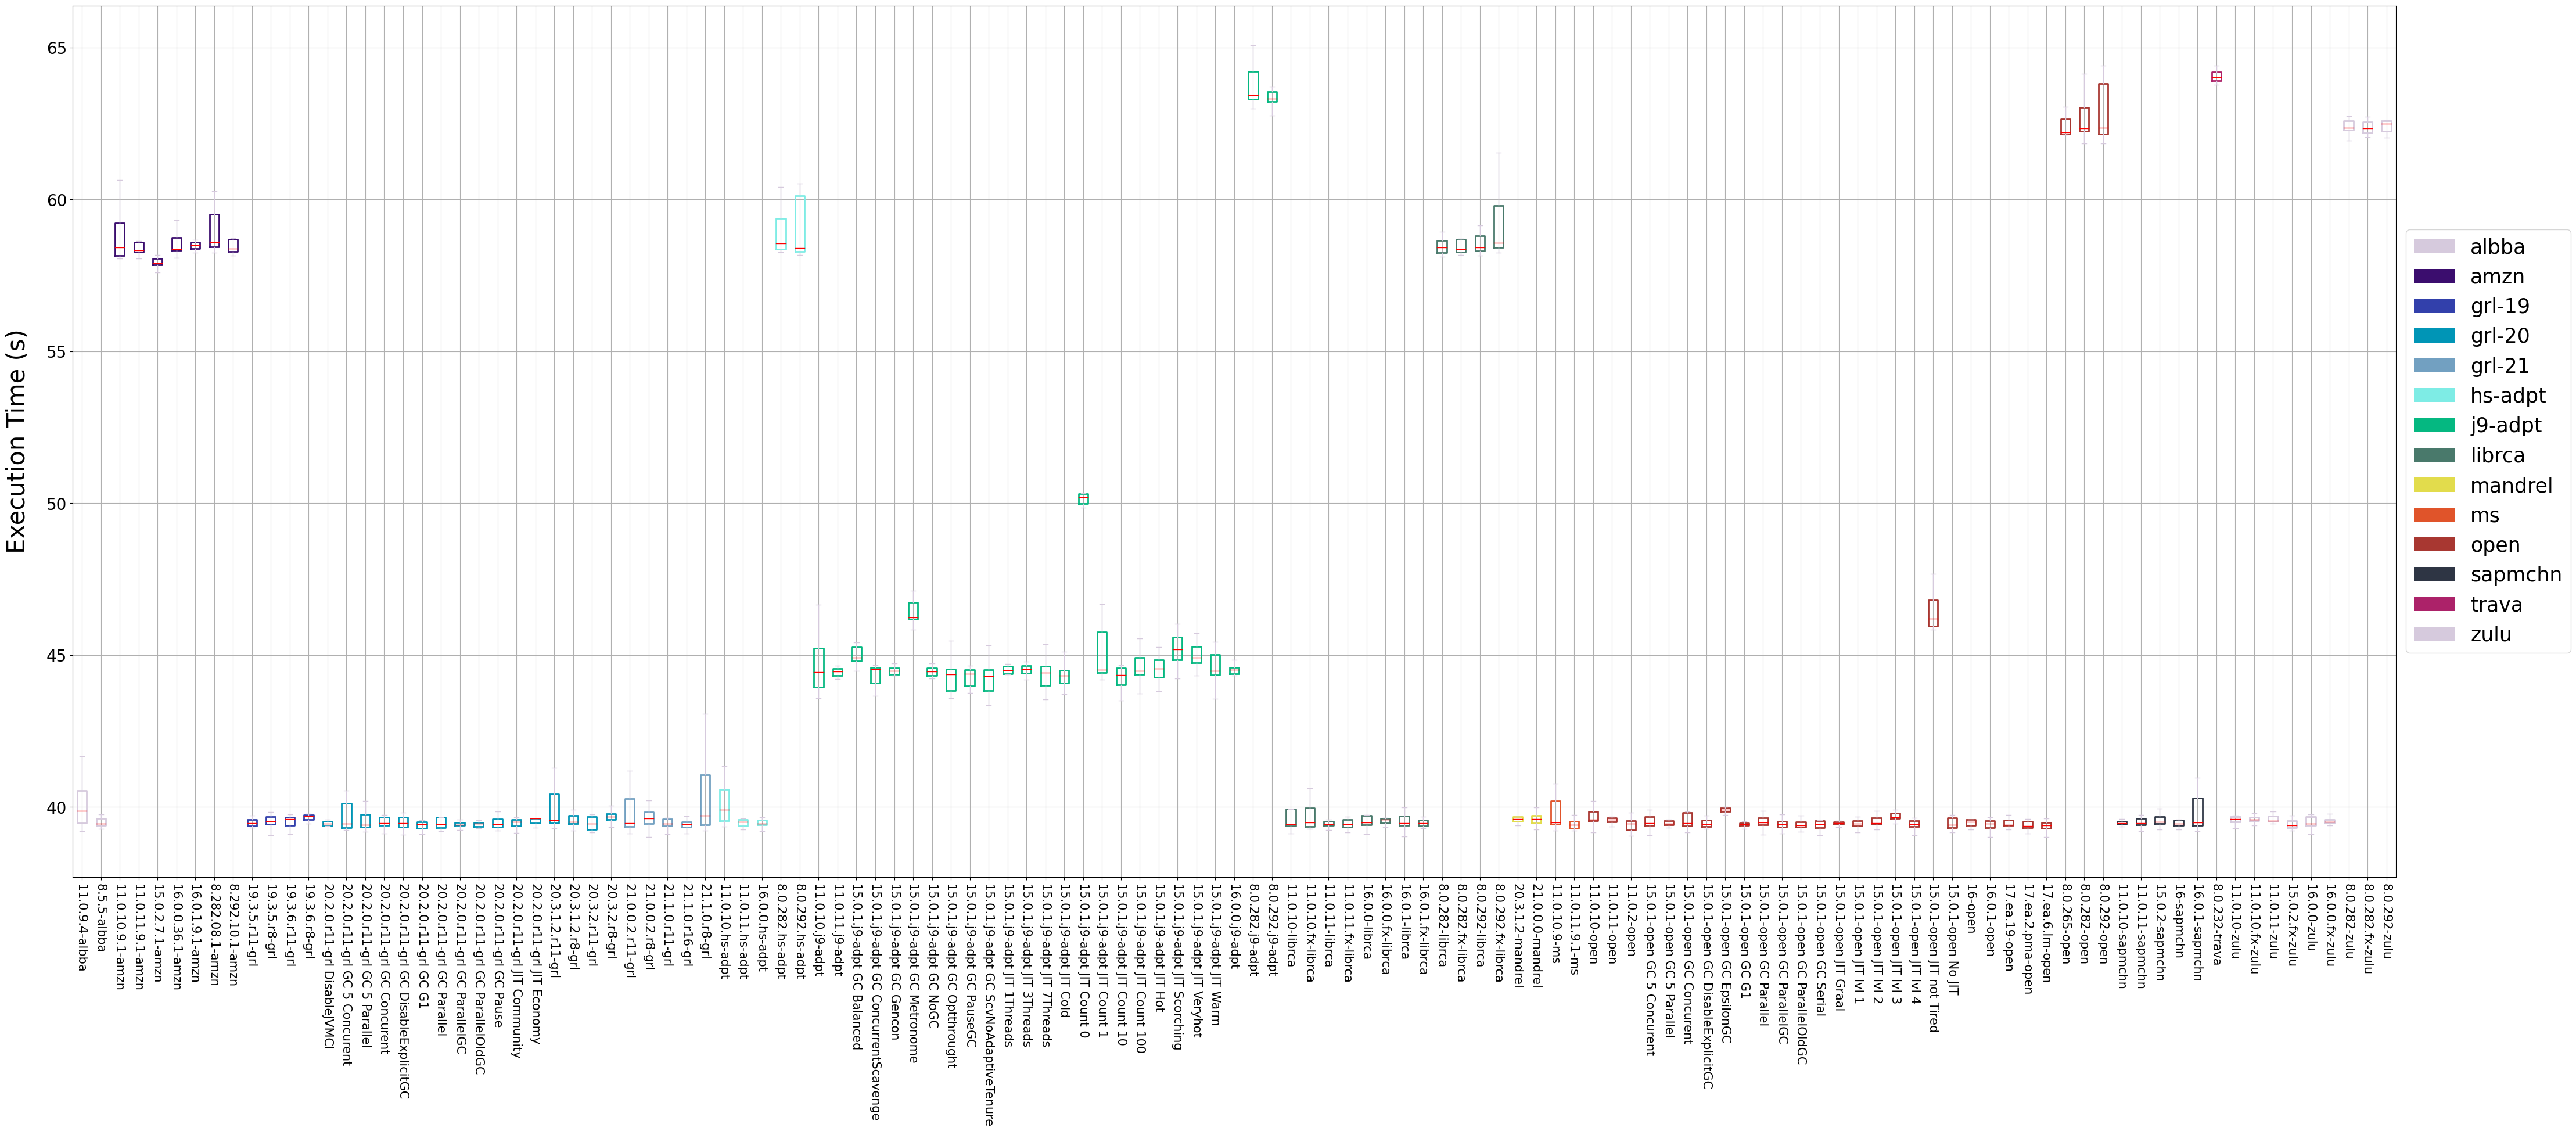 Execution Time (s)
65
60
55
50
45
40
11.0.9.4-albba
8.5.5-albba
11.0.10.9.1-amzn
11.0.11.9.1-amzn
15.0.2.7.1-amzn
16.0.0.36.1-amzn
16.0.1.9.1-amzn
8.282.08.1-amzn
8.292.10.1-amzn
19.3.5.r11-grl
19.3.5.r8-grl
19.3.6.r11-grl
19.3.6.r8-grl
20.2.0.r11-grl DisableJVMCI
20.2.0.r11-grl GC 5 Concurent
20.2.0.r11-grl GC 5 Parallel
20.2.0.r11-grl GC Concurent
20.2.0.r11-grl GC DisableExplicitGC
20.2.0.r11-grl GC G1
20.2.0.r11-grl GC Parallel
20.2.0.r11-grl GC ParallelGC
20.2.0.r11-grl GC ParallelOldGC
20.2.0.r11-grl GC Pause
20.2.0.r11-grl JIT Community
20.2.0.r11-grl JIT Economy
20.3.1.2.r11-grl
20.3.1.2.r8-grl
20.3.2.r11-grl
20.3.2.r8-grl
21.0.0.2.r11-grl
21.0.0.2.r8-grl
21.1.0.r11-grl
21.1.0.r16-grl
21.1.0.r8-grl
11.0.10.hs-adpt
11.0.11.hs-adpt
16.0.0.hs-adpt
8.0.282.hs-adpt
8.0.292.hs-adpt
11.0.10.j9-adpt
11.0.11.j9-adpt
15.0.1.j9-adpt GC Balanced
15.0.1.j9-adpt GC ConcurrentScavenge
15.0.1.j9-adpt GC Gencon
15.0.1.j9-adpt GC Metronome
15.0.1.j9-adpt GC NoGC
15.0.1.j9-adpt GC Optthrought
15.0.1.j9-adpt GC PauseGC
15.0.1.j9-adpt GC ScvNoAdaptiveTenure
15.0.1.j9-adpt JIT 1Threads
15.0.1.j9-adpt JIT 3Threads
15.0.1.j9-adpt JIT 7Threads
15.0.1.j9-adpt JIT Cold
15.0.1.j9-adpt JIT Count 0
15.0.1.j9-adpt JIT Count 1
15.0.1.j9-adpt JIT Count 10
15.0.1.j9-adpt JIT Count 100
15.0.1.j9-adpt JIT Hot
15.0.1.j9-adpt JIT Scorching
15.0.1.j9-adpt JIT Veryhot
15.0.1.j9-adpt JIT Warm
16.0.0.j9-adpt
8.0.282.j9-adpt
8.0.292.j9-adpt
11.0.10-librca
11.0.10.fx-librca
11.0.11-librca
11.0.11.fx-librca
16.0.0-librca
16.0.0.fx-librca
16.0.1-librca
16.0.1.fx-librca
8.0.282-librca
8.0.282.fx-librca
8.0.292-librca
8.0.292.fx-librca
20.3.1.2-mandrel
21.0.0.0-mandrel
11.0.10.9-ms
11.0.11.9.1-ms
11.0.10-open
11.0.11-open
11.0.2-open
15.0.1-open GC 5 Concurent
15.0.1-open GC 5 Parallel
15.0.1-open GC Concurent
15.0.1-open GC DisableExplicitGC
15.0.1-open GC EpsilonGC
15.0.1-open GC G1
15.0.1-open GC Parallel
15.0.1-open GC ParallelGC
15.0.1-open GC ParallelOldGC
15.0.1-open GC Serial
15.0.1-open JIT Graal
15.0.1-open JIT lvl 1
15.0.1-open JIT lvl 2
15.0.1-open JIT lvl 3
15.0.1-open JIT lvl 4
15.0.1-open JIT not Tired
15.0.1-open No JIT
16-open
16.0.1-open
17.ea.19-open
17.ea.2.pma-open
17.ea.6.lm-open
8.0.265-open
8.0.282-open
8.0.292-open
11.0.10-sapmchn
11.0.11-sapmchn
15.0.2-sapmchn
16-sapmchn
16.0.1-sapmchn
8.0.232-trava
11.0.10-zulu
11.0.10.fx-zulu
11.0.11-zulu
15.0.2.fx-zulu
16.0.0-zulu
16.0.0.fx-zulu
8.0.282-zulu
8.0.282.fx-zulu
8.0.292-zulu
albba
amzn
grl-19
grl-20
grl-21
hs-adpt
j9-adpt
librca
mandrel
ms
open
sapmchn
trava
zulu